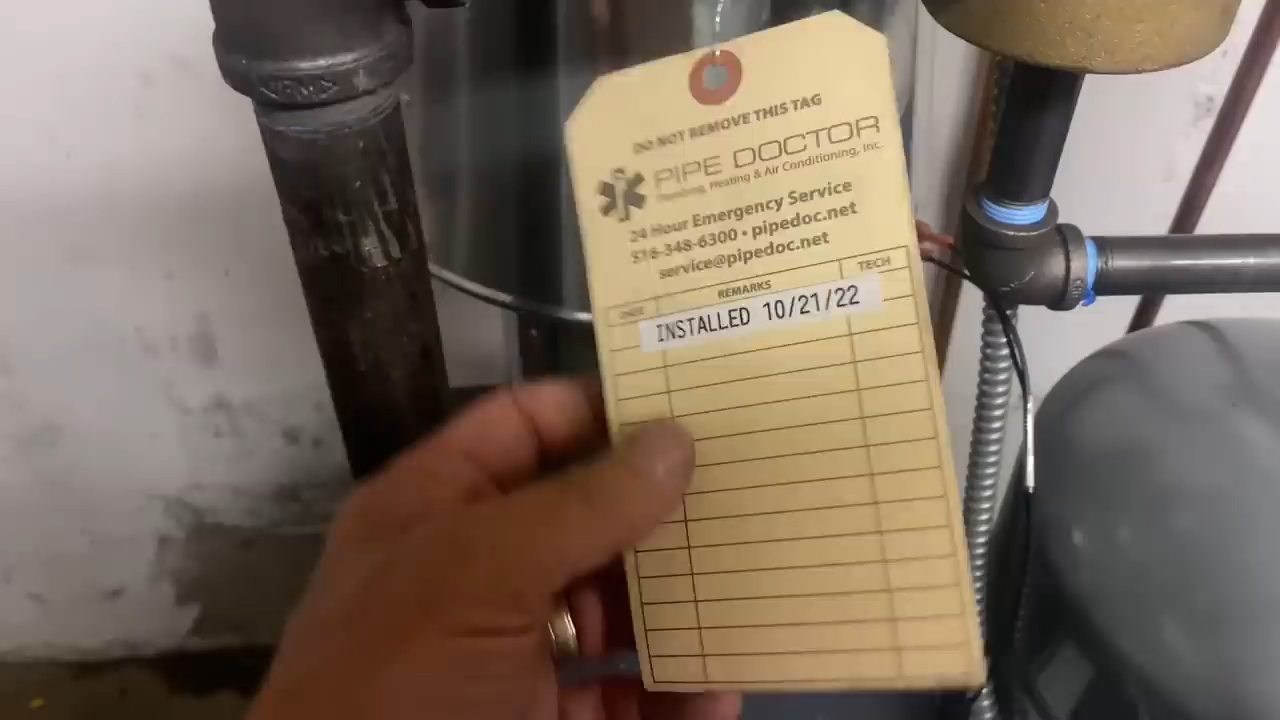 DO NOT REMOVE THIS TAG
PIPE DOCTOR
Plumbing, Heating & Air Conditioning, Inc.
24 Hour Emergency Service
516-348-6300 • pipedoc.net
service@pipedoc.net
DATE REMARKS TECH
INSTALLED 10/21/22